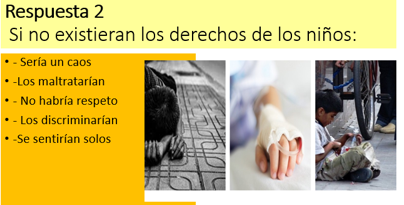 Respuesta 2
Si no existieran los derechos de los niños:
• - Sería un caos
• -Los maltratarían
• - No habría respeto
• - Los discriminarían
• -Se sentirían solos